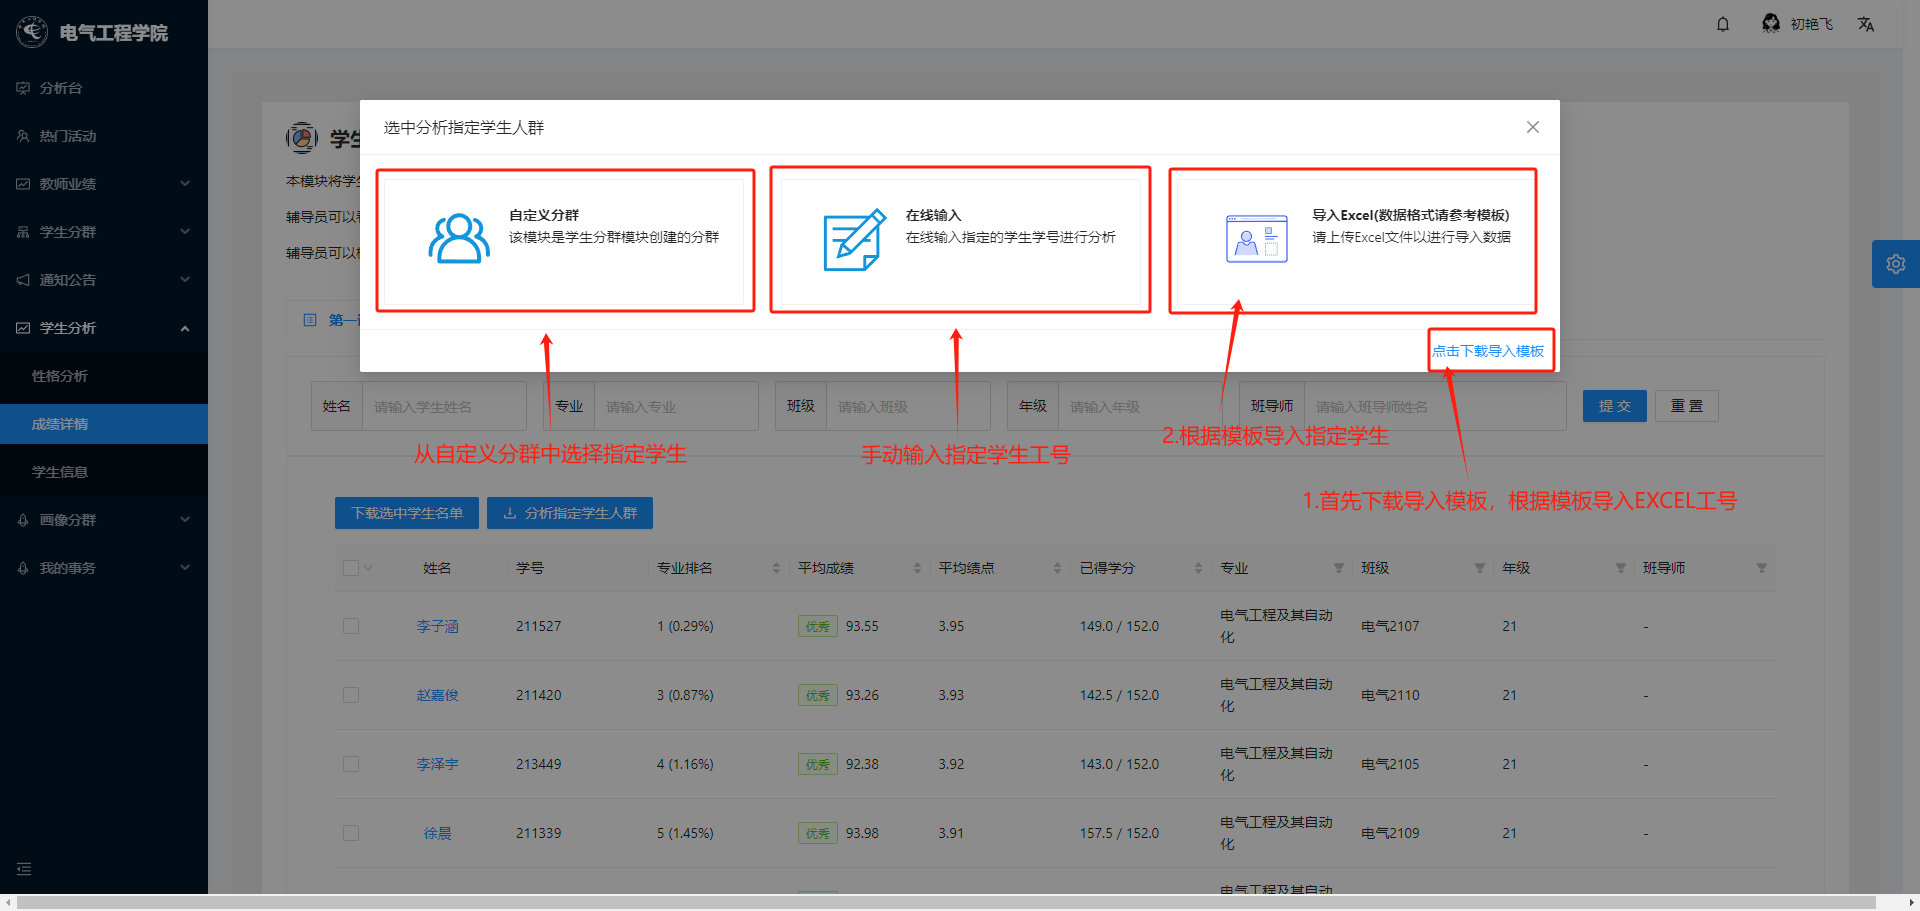 电气工程学院
初艳飞
分析台
热门活动
教师业绩
学生分群
通知公告
学生分析
性格分析
成绩详情
学生信息
画像分群
我的事务
学生
本模块将学生
辅导员可以
辅导员可以
第一
选中分析指定学生人群
自定义分群
该模块是学生分群模块创建的分群
在线输入
在线输入指定的学生学号进行分析
导入Excel(数据格式请参考模板)
请上传Excel文件以进行导入数据
点击下载导入模板
姓名 请输入学生姓名 专业 请输入专业 班级 请输入班级 年级 请输入年级 班导师 请输入班导师姓名 提 交 重 置
从自定义分群中选择指定学生
手动输入指定学生工号
2.根据模板导入指定学生
1.首先下载导入模板，根据模板导入EXCEL工号
下载选中学生名单 分析指定学生人群
姓名 学号 专业排名 平均成绩 平均绩点 已得学分 专业 班级 年级 班导师
李子涵 211527 1 (0.29%) 优秀 93.55 3.95 149.0 / 152.0 电气工程及其自动 电气2107 21 -
化
赵嘉俊 211420 3 (0.87%) 优秀 93.26 3.93 142.5 / 152.0 电气工程及其自动 电气2110 21 -
化
李泽宇 213449 4 (1.16%) 优秀 92.38 3.92 143.0 / 152.0 电气工程及其自动 电气2105 21 -
化
徐晨 211339 5 (1.45%) 优秀 93.98 3.91 157.5 / 152.0 电气工程及其自动 电气2109 21 -
化
电气工程及其自动